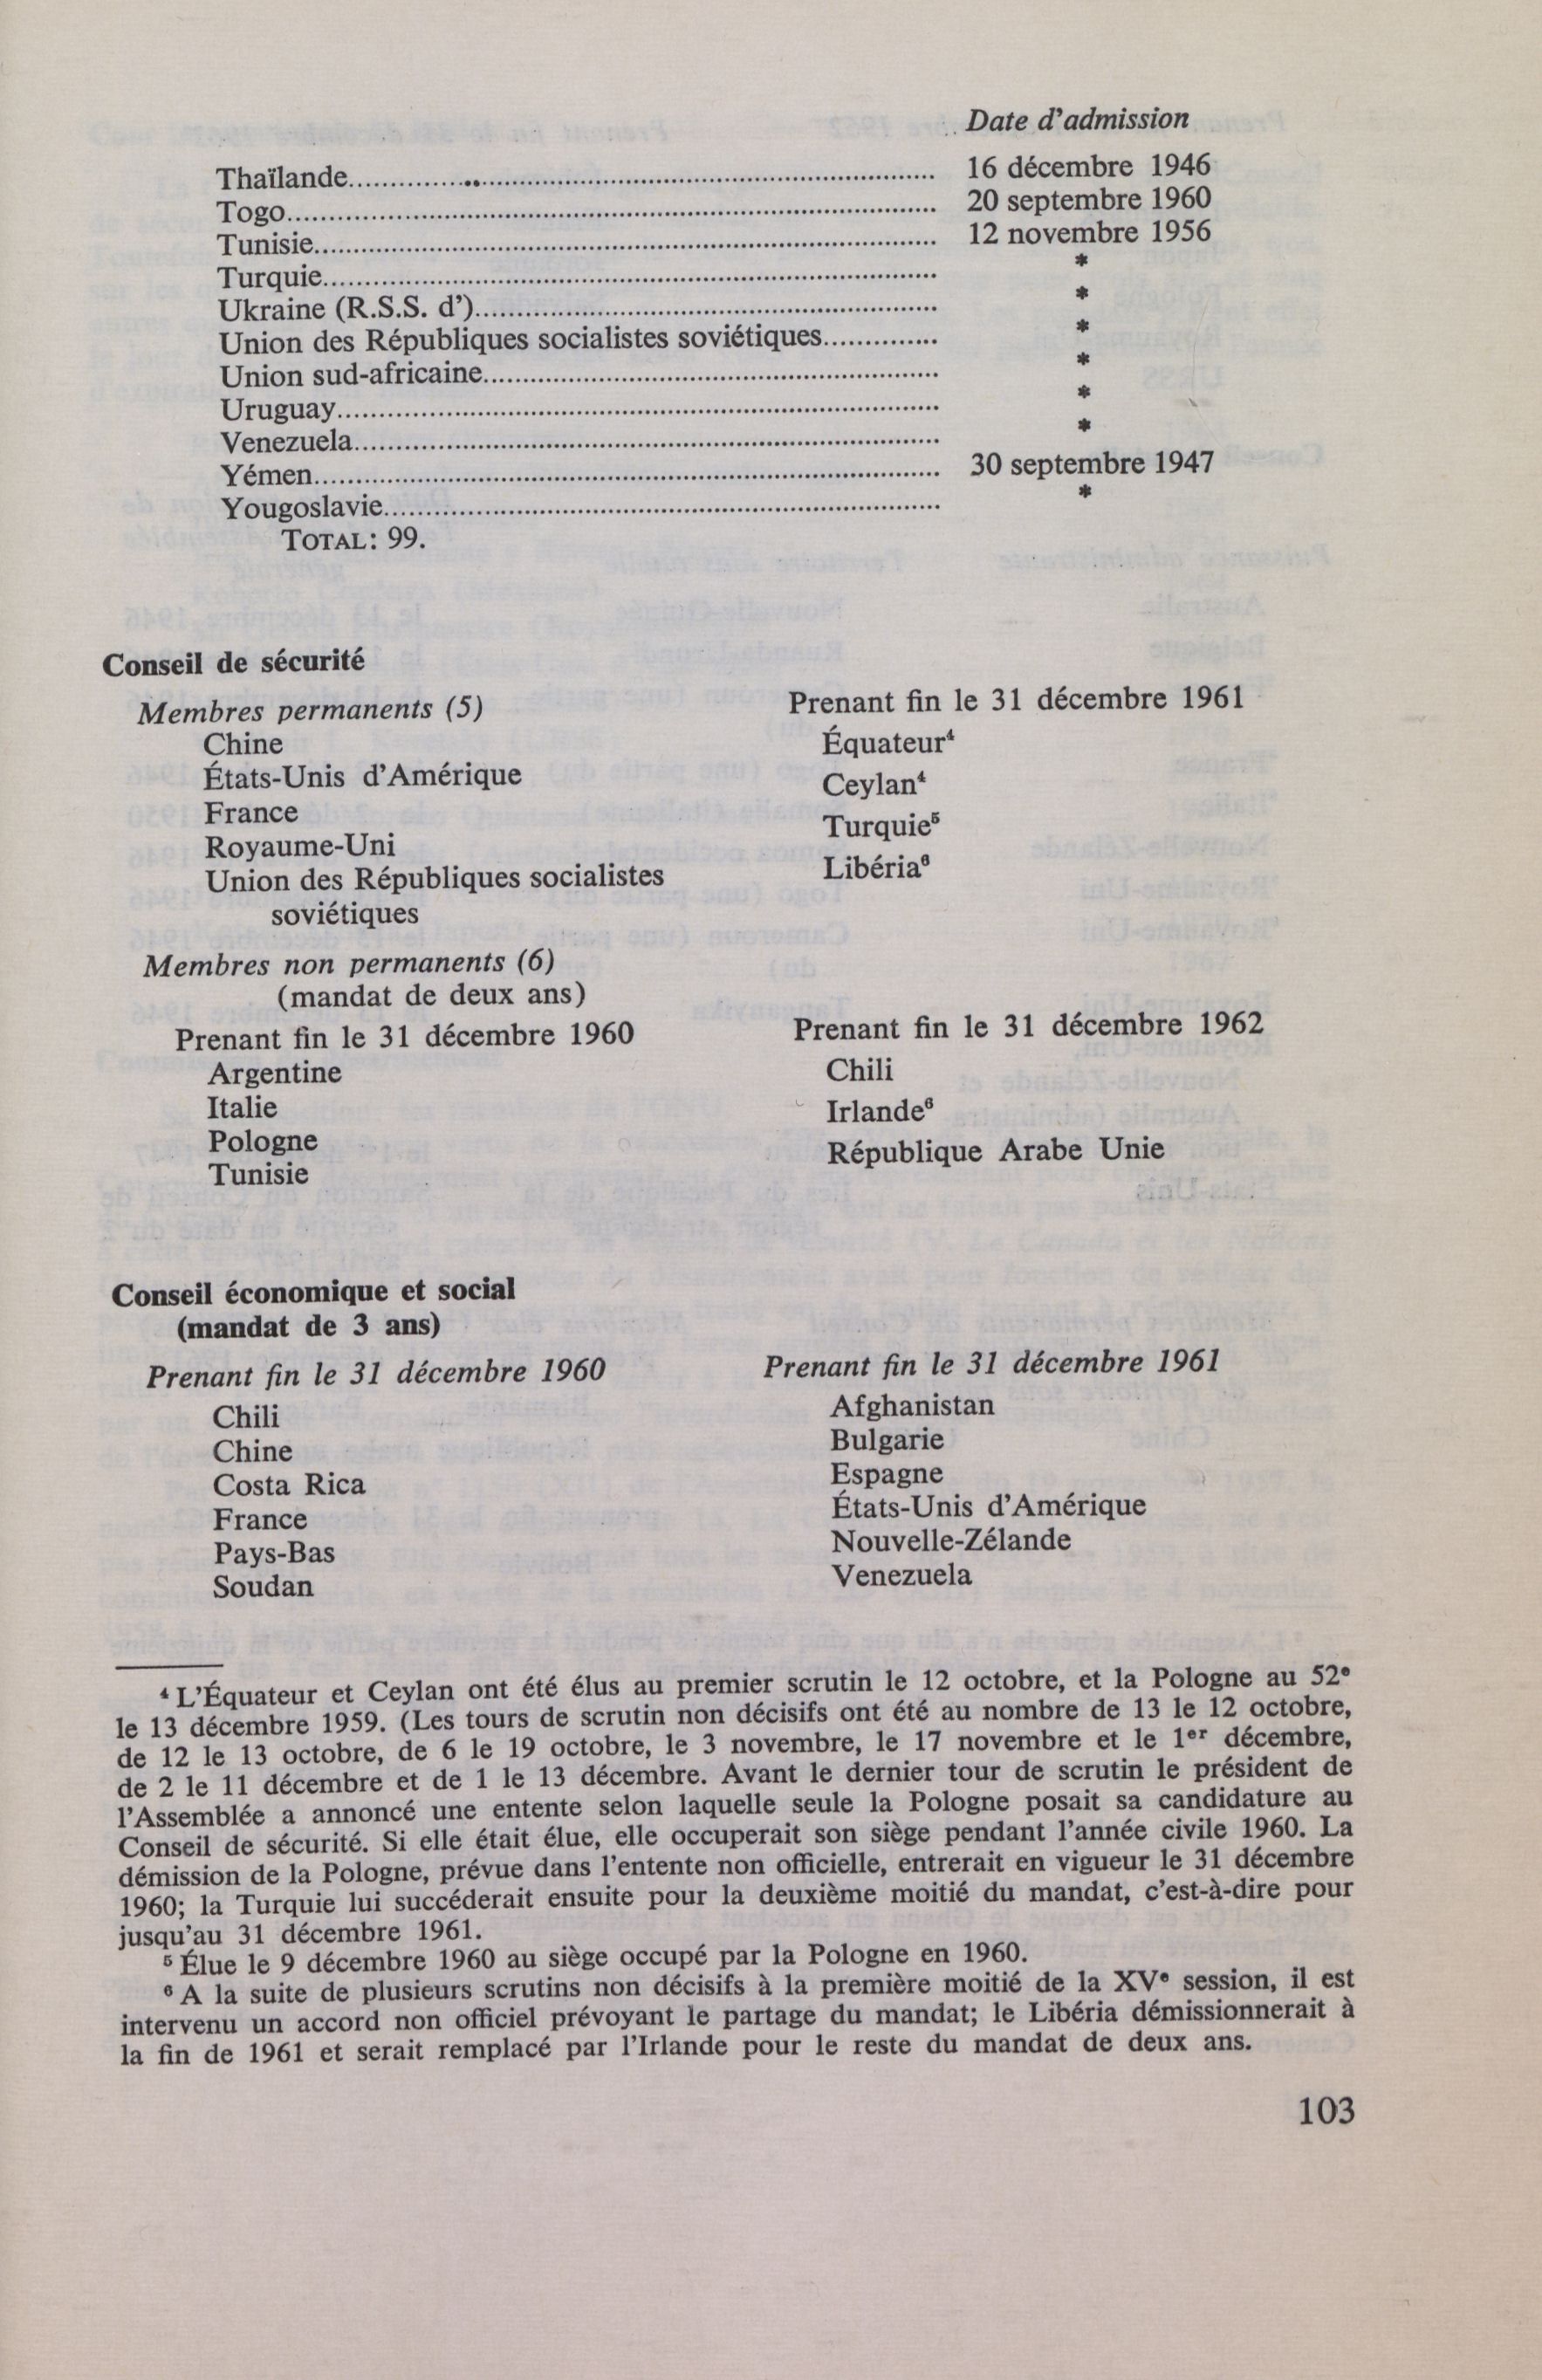 Date d'admission
Thaïlande.................... 16 décembre 1946
Togo.................... 20 septembre 1960
Tunisie.................... 12 novembre 1956
Turquie.................... *
Ukraine (R.S.S. d').................... *
Union des Républiques socialistes soviétiques.............. *
Union sud-africaine.................... *
Uruguay.................... *
Venezuela.................... *
Yémen.................... 30 septembre 1947
Yougoslavie.................... *
TOTAL: 99.
Conseil de sécurité
Membres permanents (5)
Chine
États-Unis d'Amérique
France
Royaume-Uni
Union des Républiques socialistes
soviétiques
Prenant fin le 31 décembre 1961
Équateur⁴
Ceylan⁴
Turquie⁵
Libéria⁶
Membres non permanents (6)
(mandat de deux ans)
Prenant fin le 31 décembre 1960
Argentine
Italie
Pologne
Tunisie
Prenant fin le 31 décembre 1962
Chili
Irlande⁶
République Arabe Unie
Conseil économique et social
(mandat de 3 ans)
Prenant fin le 31 décembre 1960
Chili
Chine
Costa Rica
France
Pays-Bas
Soudan
Prenant fin le 31 décembre 1961
Afghanistan
Bulgarie
Espagne
États-Unis d'Amérique
Nouvelle-Zélande
Venezuela
⁴ L'Équateur et Ceylan ont été élus au premier scrutin le 12 octobre, et la Pologne au 52ᵉ
le 13 décembre 1959. (Les tours de scrutin non décisifs ont été au nombre de 13 le 12 octobre,
de 12 le 13 octobre, de 6 le 19 octobre, le 3 novembre, le 17 novembre et le 1ᵉʳ décembre,
de 2 le 11 décembre et de 1 le 13 décembre. Avant le dernier tour de scrutin le président de
l'Assemblée a annoncé une entente selon laquelle seule la Pologne posait sa candidature au
Conseil de sécurité. Si elle était élue, elle occuperait son siège pendant l'année civile 1960. La
démission de la Pologne, prévue dans l'entente non officielle, entrerait en vigueur le 31 décembre
1960; la Turquie lui succéderait ensuite pour la deuxième moitié du mandat, c'est-à-dire pour
jusqu'au 31 décembre 1961.
⁵ Élue le 9 décembre 1960 au siège occupé par la Pologne en 1960.
⁶ A la suite de plusieurs scrutins non décisifs à la première moitié de la XVᵉ session, il est
intervenu un accord non officiel prévoyant le partage du mandat; le Libéria démissionnerait à
la fin de 1961 et serait remplacé par l'Irlande pour le reste du mandat de deux ans.
103